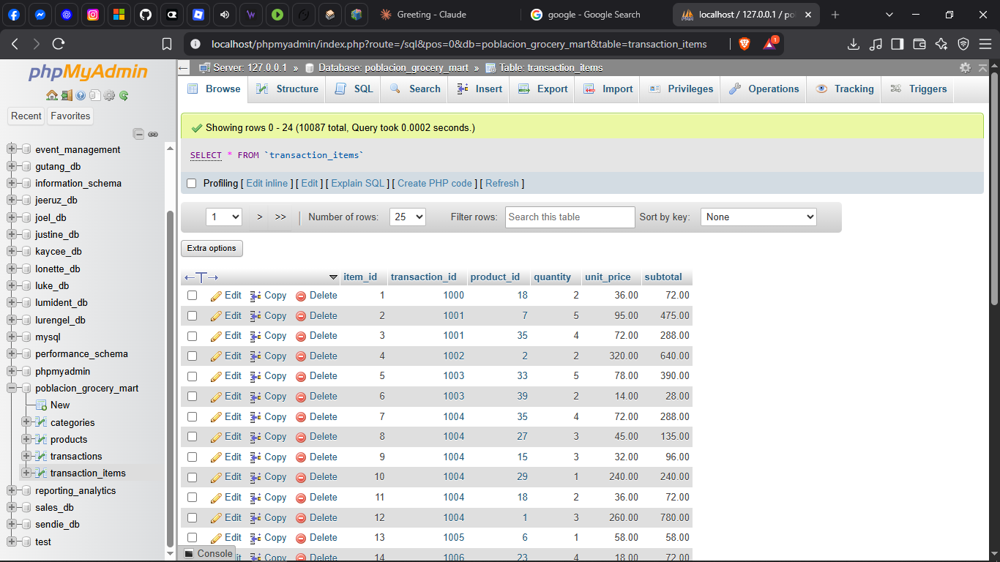 Greeting - Claude
google - Google Search
localhost / 127.0.0.1 / po
localhost/phpmyadmin/index.php?route=/sql&pos=0&db=poblacion_grocery_mart&table=transaction_items
1
phpMyAdmin
Recent Favorites
event_management
gutang_db
information_schema
jeeruz_db
joel_db
justine_db
kaycee_db
lonette_db
luke_db
lumident_db
lurengel_db
mysql
performance_schema
phpmyadmin
poblacion_grocery_mart
New
categories
products
transactions
transaction_items
reporting_analytics
sales_db
sendie_db
test
Server: 127.0.0.1 » Database: poblacion_grocery_mart » Table: transaction_items
Browse Structure SQL Search Insert Export Import Privileges Operations Tracking Triggers
Showing rows 0 - 24 (10087 total, Query took 0.0002 seconds.)
SELECT * FROM `transaction_items`
Profiling [ Edit inline ] [ Edit ] [ Explain SQL ] [ Create PHP code ] [ Refresh ]
1 > >> | Number of rows: 25 Filter rows: Search this table Sort by key: None
Extra options
item_id transaction_id product_id quantity unit_price subtotal
Edit Copy Delete 1 1000 18 2 36.00 72.00
Edit Copy Delete 2 1001 7 5 95.00 475.00
Edit Copy Delete 3 1001 35 4 72.00 288.00
Edit Copy Delete 4 1002 2 2 320.00 640.00
Edit Copy Delete 5 1003 33 5 78.00 390.00
Edit Copy Delete 6 1003 39 2 14.00 28.00
Edit Copy Delete 7 1004 35 4 72.00 288.00
Edit Copy Delete 8 1004 27 3 45.00 135.00
Edit Copy Delete 9 1004 15 3 32.00 96.00
Edit Copy Delete 10 1004 29 1 240.00 240.00
Edit Copy Delete 11 1004 18 2 36.00 72.00
Edit Copy Delete 12 1004 1 3 260.00 780.00
Edit Copy Delete 13 1005 6 1 58.00 58.00
Console Copy Delete 14 1006 23 4 18.00 72.00